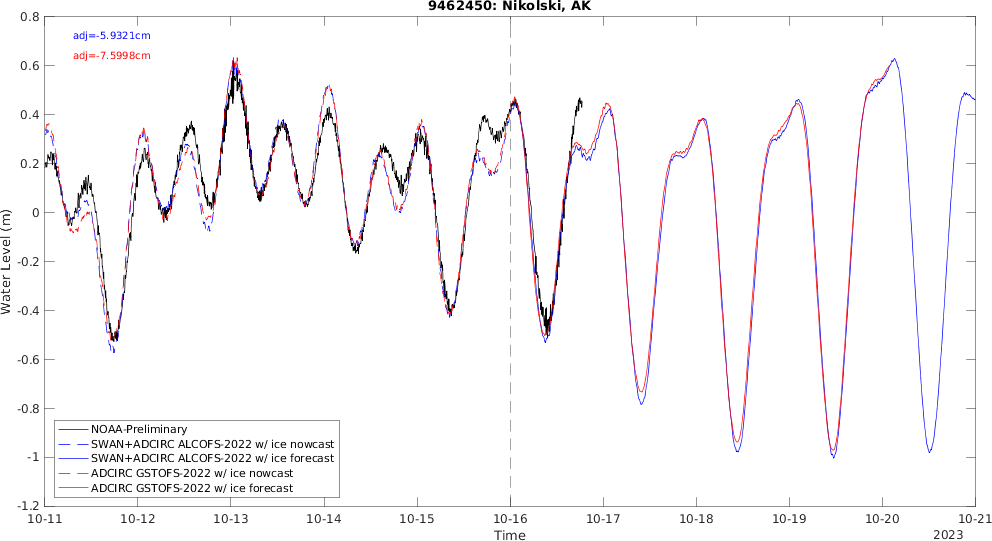 9462450: Nikolski, AK
adj=-5.9321cm
adj=-7.5998cm
Water Level (m)
0.8
0.6
0.4
0.2
0
-0.2
-0.4
-0.6
-0.8
-1
-1.2
NOAA-Preliminary
SWAN+ADCIRC ALCOFS-2022 w/ ice nowcast
SWAN+ADCIRC ALCOFS-2022 w/ ice forecast
ADCIRC GSTOFS-2022 w/ ice nowcast
ADCIRC GSTOFS-2022 w/ ice forecast
10-11 10-12 10-13 10-14 10-15 10-16 10-17 10-18 10-19 10-20 10-21
Time
2023